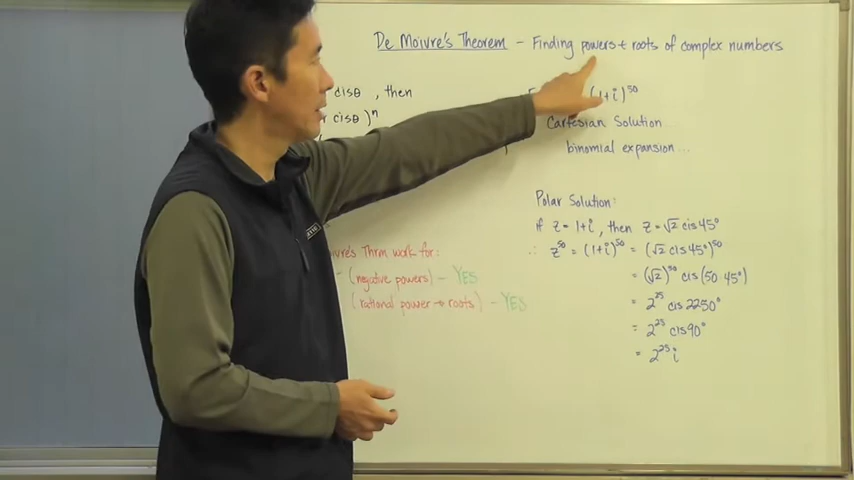 De Moivre's Theorem - Finding powers + roots of complex numbers
cisθ , then
cisθ )ⁿ
(1+i)⁵⁰
Cartesian Solution
binomial expansion...
Polar Solution:
if z = 1+i , then z = √2 cis 45°
∴ z⁵⁰ = (1+i)⁵⁰ = (√2 cis 45°)⁵⁰
= (√2)⁵⁰ cis(50·45°)
= 2²⁵ cis 2250°
= 2²⁵ cis 90°
= 2²⁵ i
Thrm work for:
- (negative powers) - YES
(rational power → roots) - YES